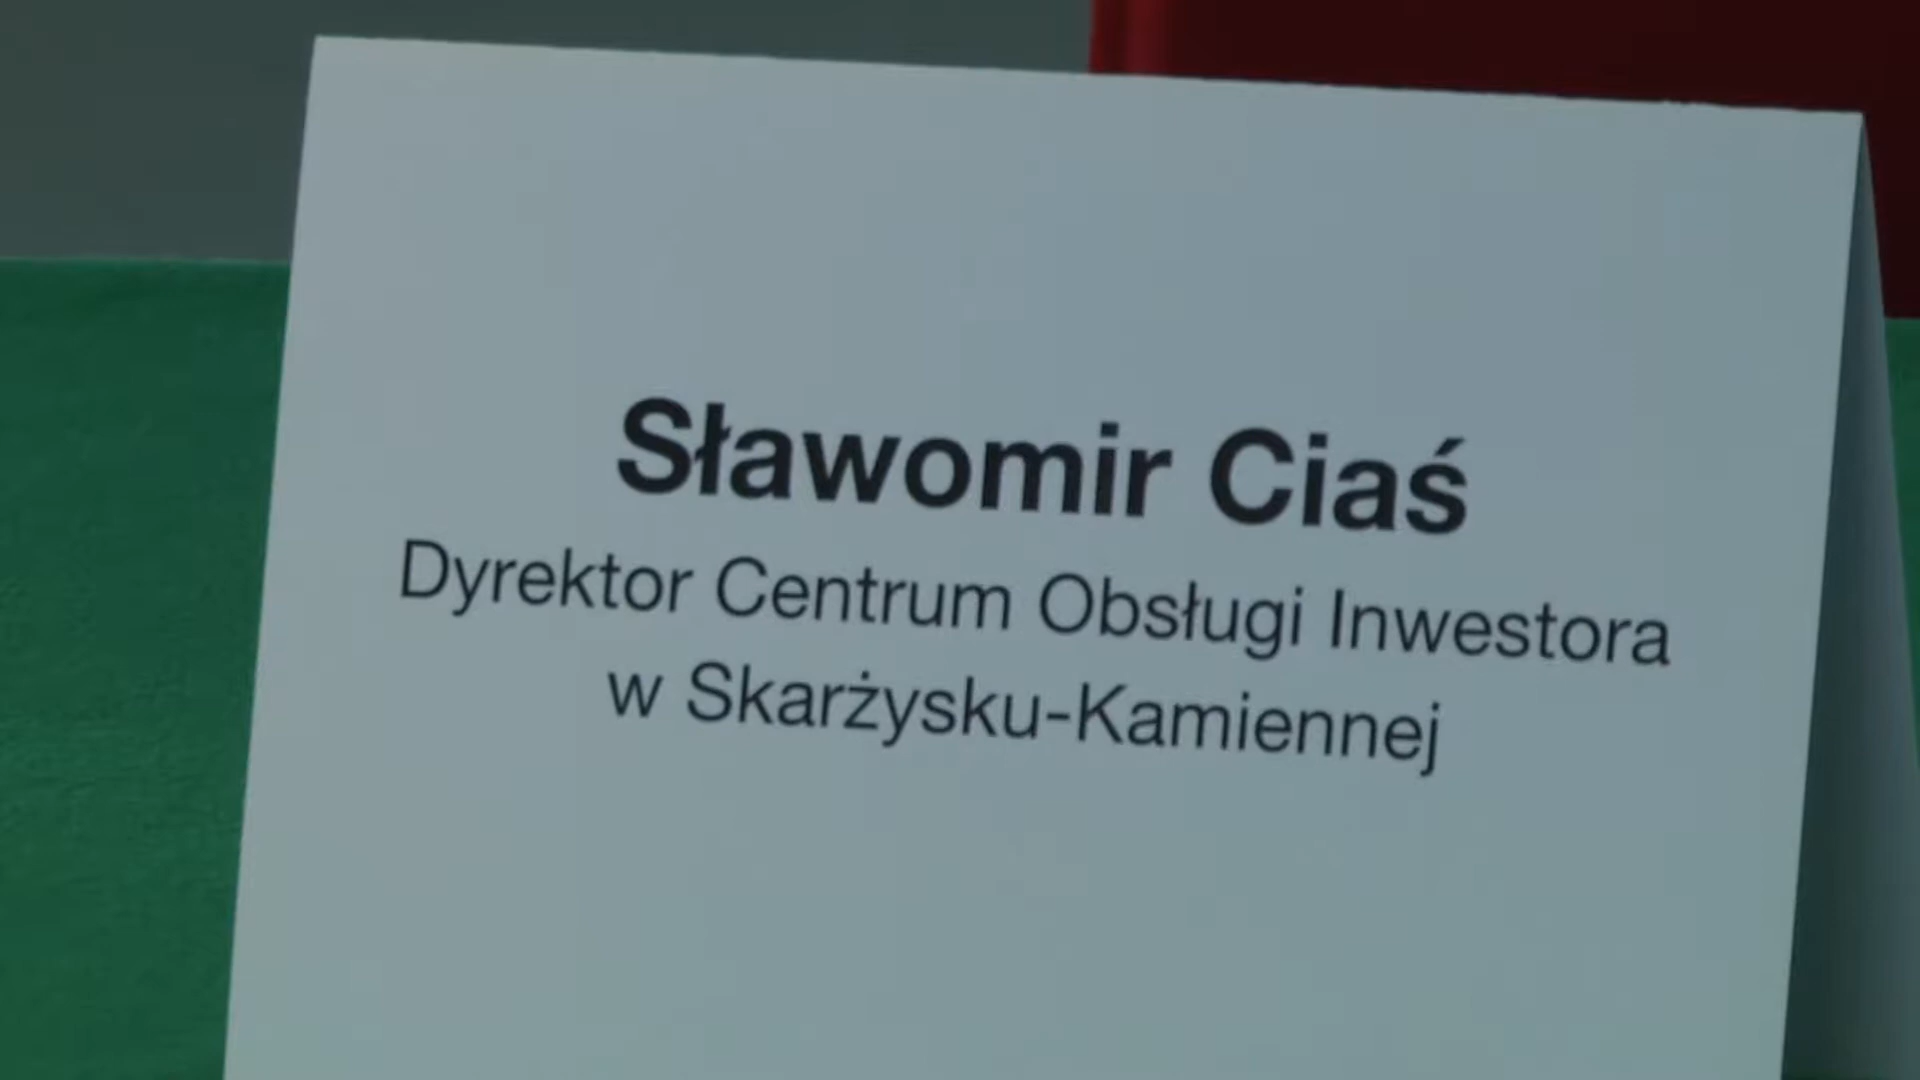 Sławomir Ciaś
Dyrektor Centrum Obsługi Inwestora
w Skarżysku-Kamiennej